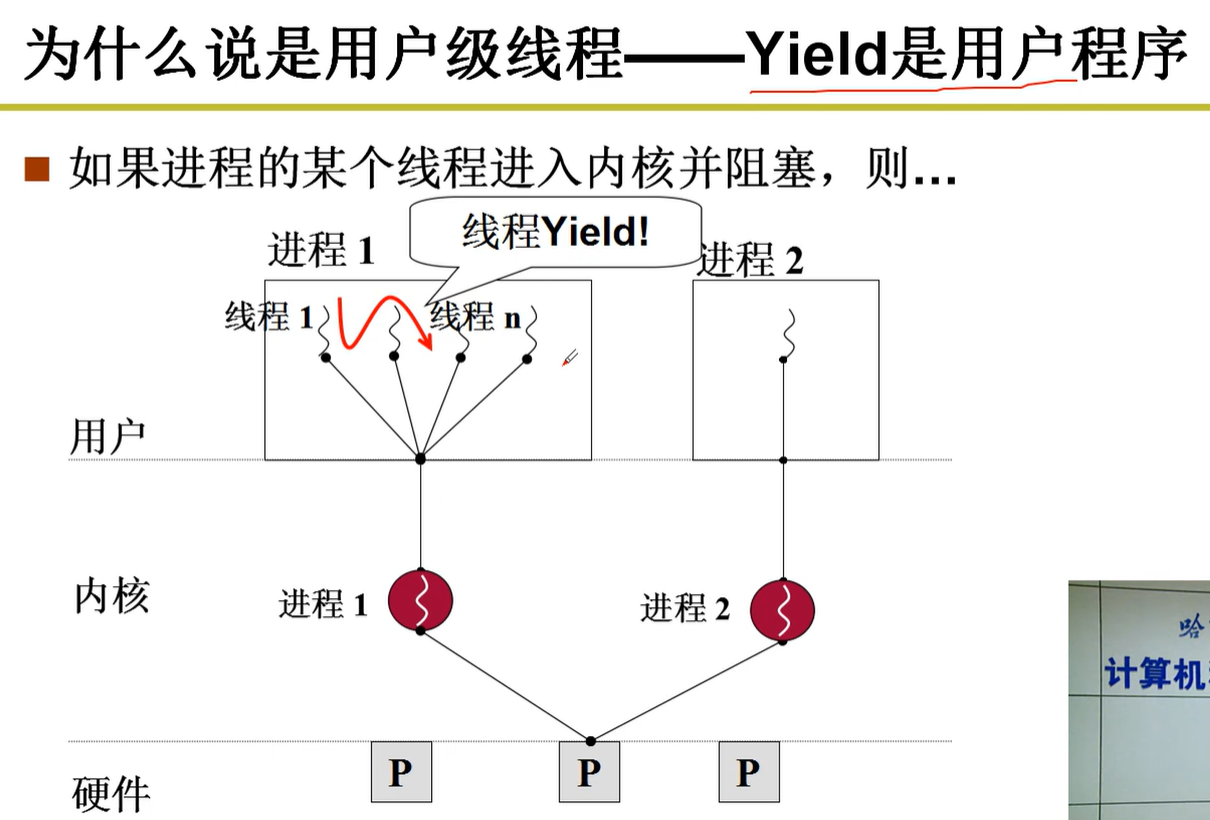 为什么说是用户级线程——Yield是用户程序
如果进程的某个线程进入内核并阻塞，则...
线程Yield!
进程 1
进程 2
线程 1
线程 n
用户
内核
进程 1
进程 2
硬件
P
P
P
哈
计算机